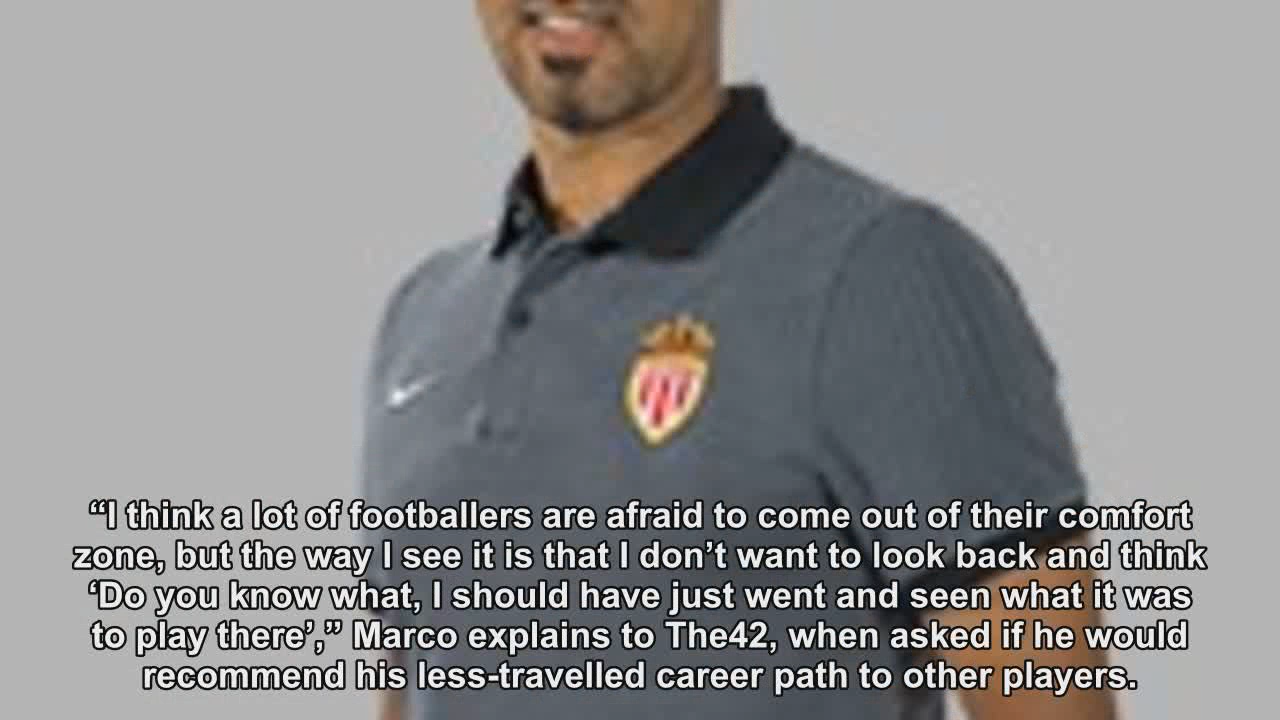 “I think a lot of footballers are afraid to come out of their comfort
zone, but the way I see it is that I don’t want to look back and think
‘Do you know what, I should have just went and seen what it was
to play there’,” Marco explains to The42, when asked if he would
recommend his less-travelled career path to other players.